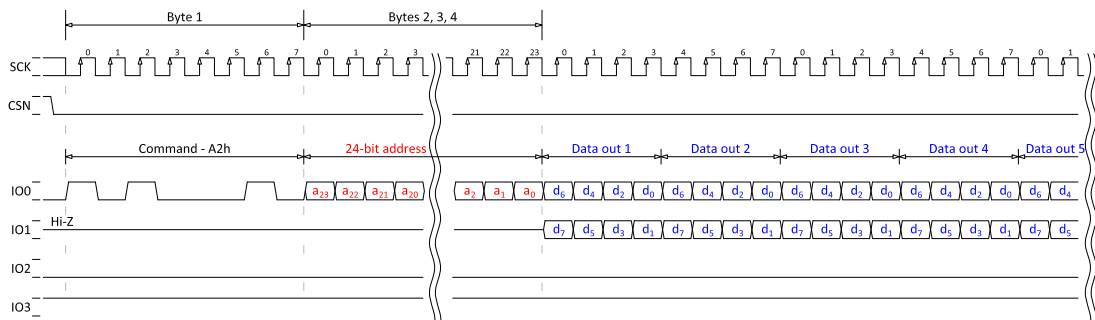 Byte 1 Bytes 2, 3, 4
0 1 2 3 4 5 6 7 0 1 2 3 21 22 23 0 1 2 3 4 5 6 7 0 1 2 3 4 5 6 7 0 1
SCK
CSN
Command - A2h 24-bit address Data out 1 Data out 2 Data out 3 Data out 4 Data out 5
IO0 a₂₃ a₂₂ a₂₁ a₂₀ a₂ a₁ a₀ d₆ d₄ d₂ d₀ d₆ d₄ d₂ d₀ d₆ d₄ d₂ d₀ d₆ d₄ d₂ d₀ d₆ d₄
Hi-Z
IO1 d₇ d₅ d₃ d₁ d₇ d₅ d₃ d₁ d₇ d₅ d₃ d₁ d₇ d₅ d₃ d₁ d₇ d₅
IO2
IO3